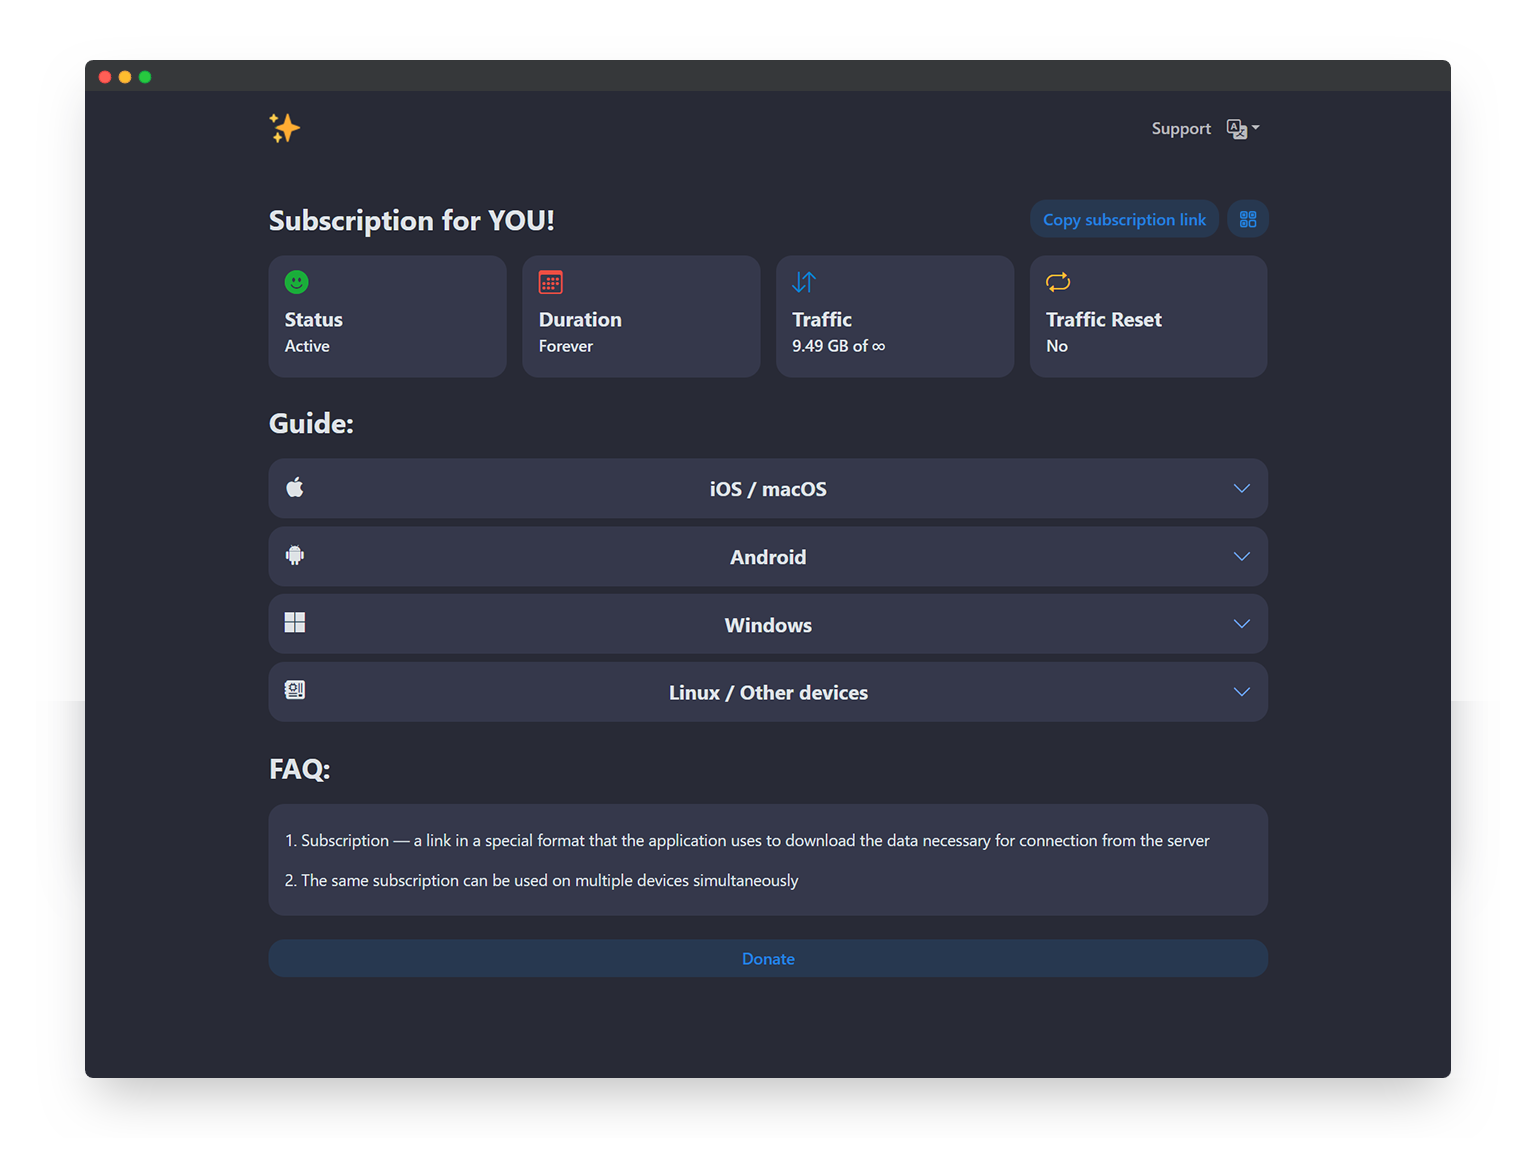 Support
Subscription for YOU!
Copy subscription link
Status
Active
Duration
Forever
Traffic
9.49 GB of ∞
Traffic Reset
No
Guide:
iOS / macOS
Android
Windows
Linux / Other devices
FAQ:
1. Subscription — a link in a special format that the application uses to download the data necessary for connection from the server
2. The same subscription can be used on multiple devices simultaneously
Donate